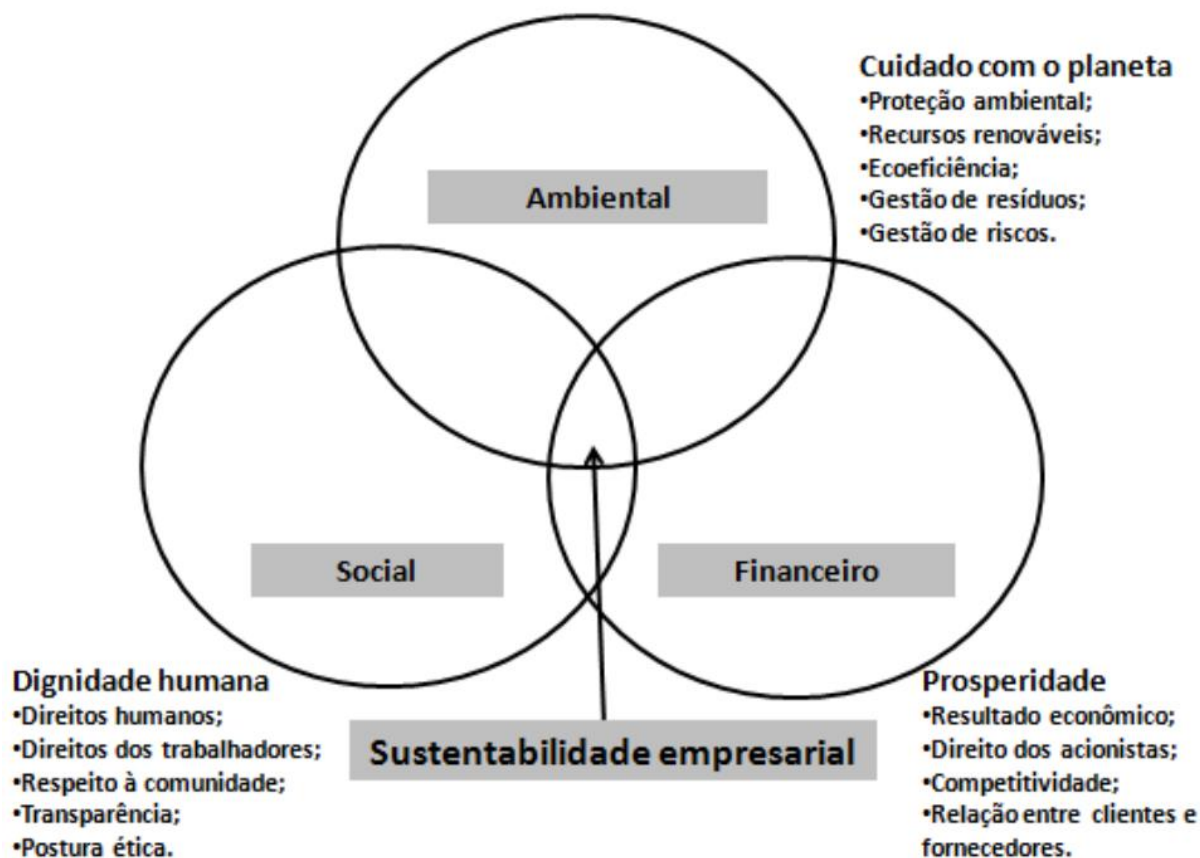 Cuidado com o planeta
•Proteção ambiental;
•Recursos renováveis;
•Ecoeficiência;
•Gestão de resíduos;
•Gestão de riscos.
Ambiental
Social
Financeiro
Dignidade humana
•Direitos humanos;
•Direitos dos trabalhadores;
•Respeito à comunidade;
•Transparência;
•Postura ética.
Sustentabilidade empresarial
Prosperidade
•Resultado econômico;
•Direito dos acionistas;
•Competitividade;
•Relação entre clientes e
fornecedores.